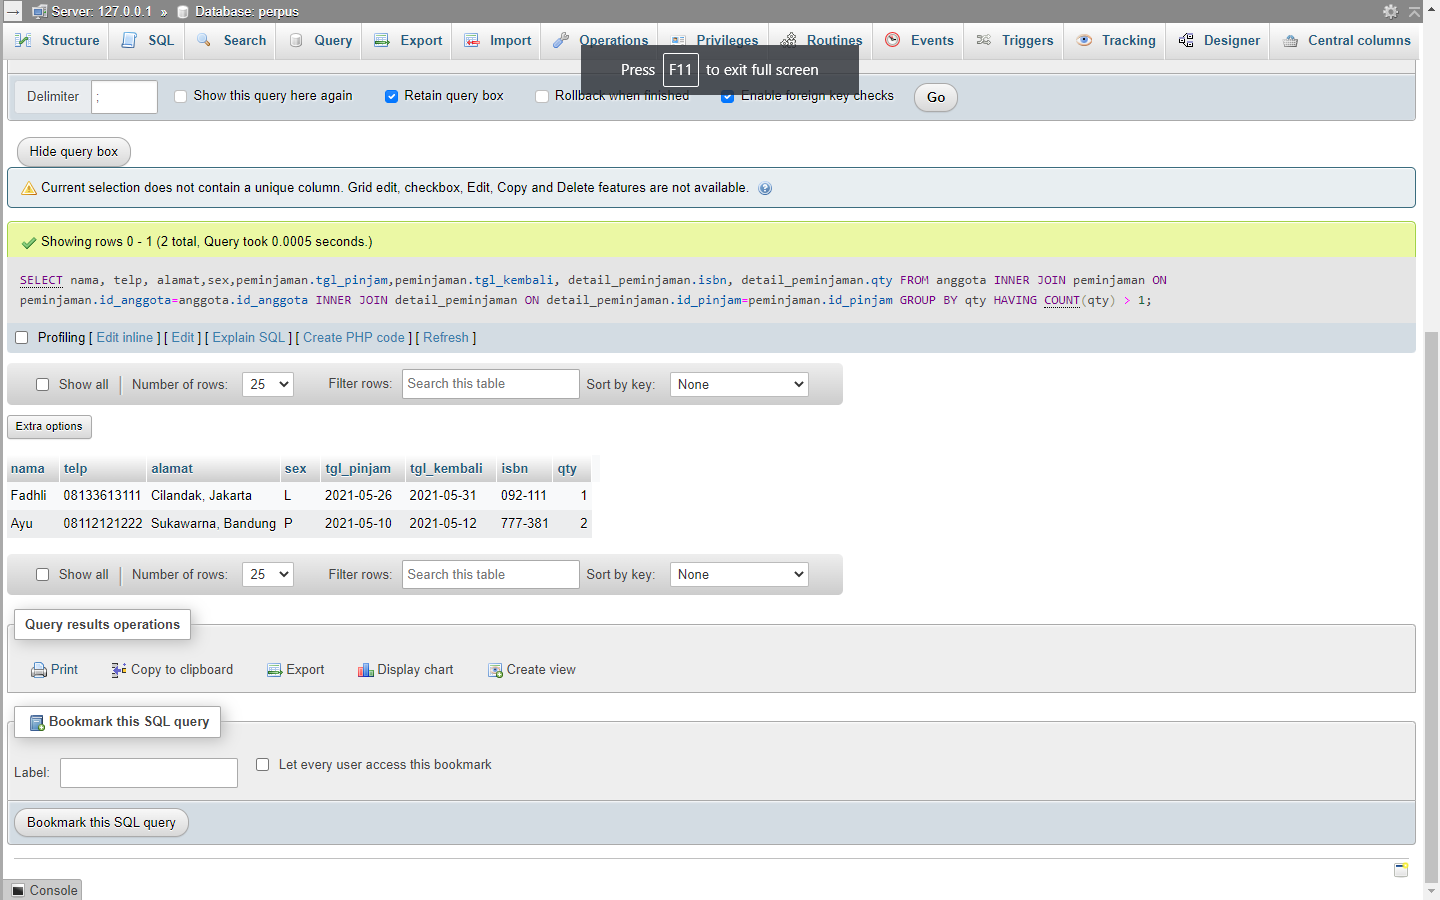 Server: 127.0.0.1 » Database: perpus
Structure SQL Search Query Export Import Operations Privileges Routines Events Triggers Tracking Designer Central columns
Press F11 to exit full screen
Delimiter ; Show this query here again Retain query box Rollback when finished Enable foreign key checks Go
Hide query box
Current selection does not contain a unique column. Grid edit, checkbox, Edit, Copy and Delete features are not available.
Showing rows 0 - 1 (2 total, Query took 0.0005 seconds.)
SELECT nama, telp, alamat,sex,peminjaman.tgl_pinjam,peminjaman.tgl_kembali, detail_peminjaman.isbn, detail_peminjaman.qty FROM anggota INNER JOIN peminjaman ON
peminjaman.id_anggota=anggota.id_anggota INNER JOIN detail_peminjaman ON detail_peminjaman.id_pinjam=peminjaman.id_pinjam GROUP BY qty HAVING COUNT(qty) > 1;
Profiling [ Edit inline ] [ Edit ] [ Explain SQL ] [ Create PHP code ] [ Refresh ]
Show all Number of rows: 25 Filter rows: Search this table Sort by key: None
Extra options
nama telp alamat sex tgl_pinjam tgl_kembali isbn qty
Fadhli 08133613111 Cilandak, Jakarta L 2021-05-26 2021-05-31 092-111 1
Ayu 08112121222 Sukawarna, Bandung P 2021-05-10 2021-05-12 777-381 2
Show all Number of rows: 25 Filter rows: Search this table Sort by key: None
Query results operations
Print Copy to clipboard Export Display chart Create view
Bookmark this SQL query
Label: Let every user access this bookmark
Bookmark this SQL query
Console